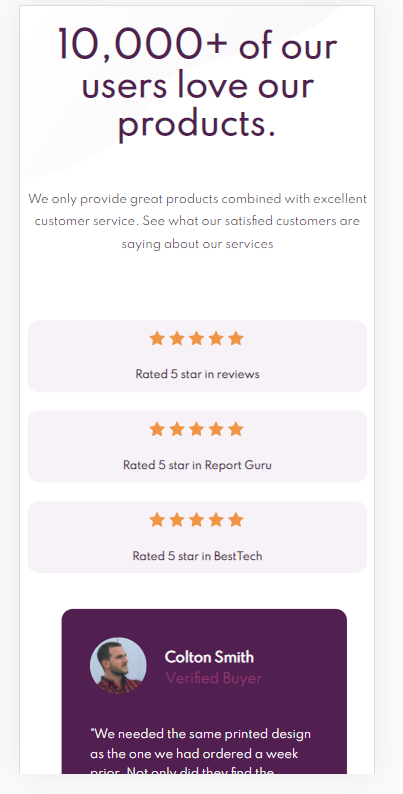 10,000+ of our
users love our
products.
We only provide great products combined with excellent
customer service. See what our satisfied customers are
saying about our services
Rated 5 star in reviews
Rated 5 star in Report Guru
Rated 5 star in BestTech
Colton Smith
Verified Buyer
"We needed the same printed design
as the one we had ordered a week
prior. Not only did they find the